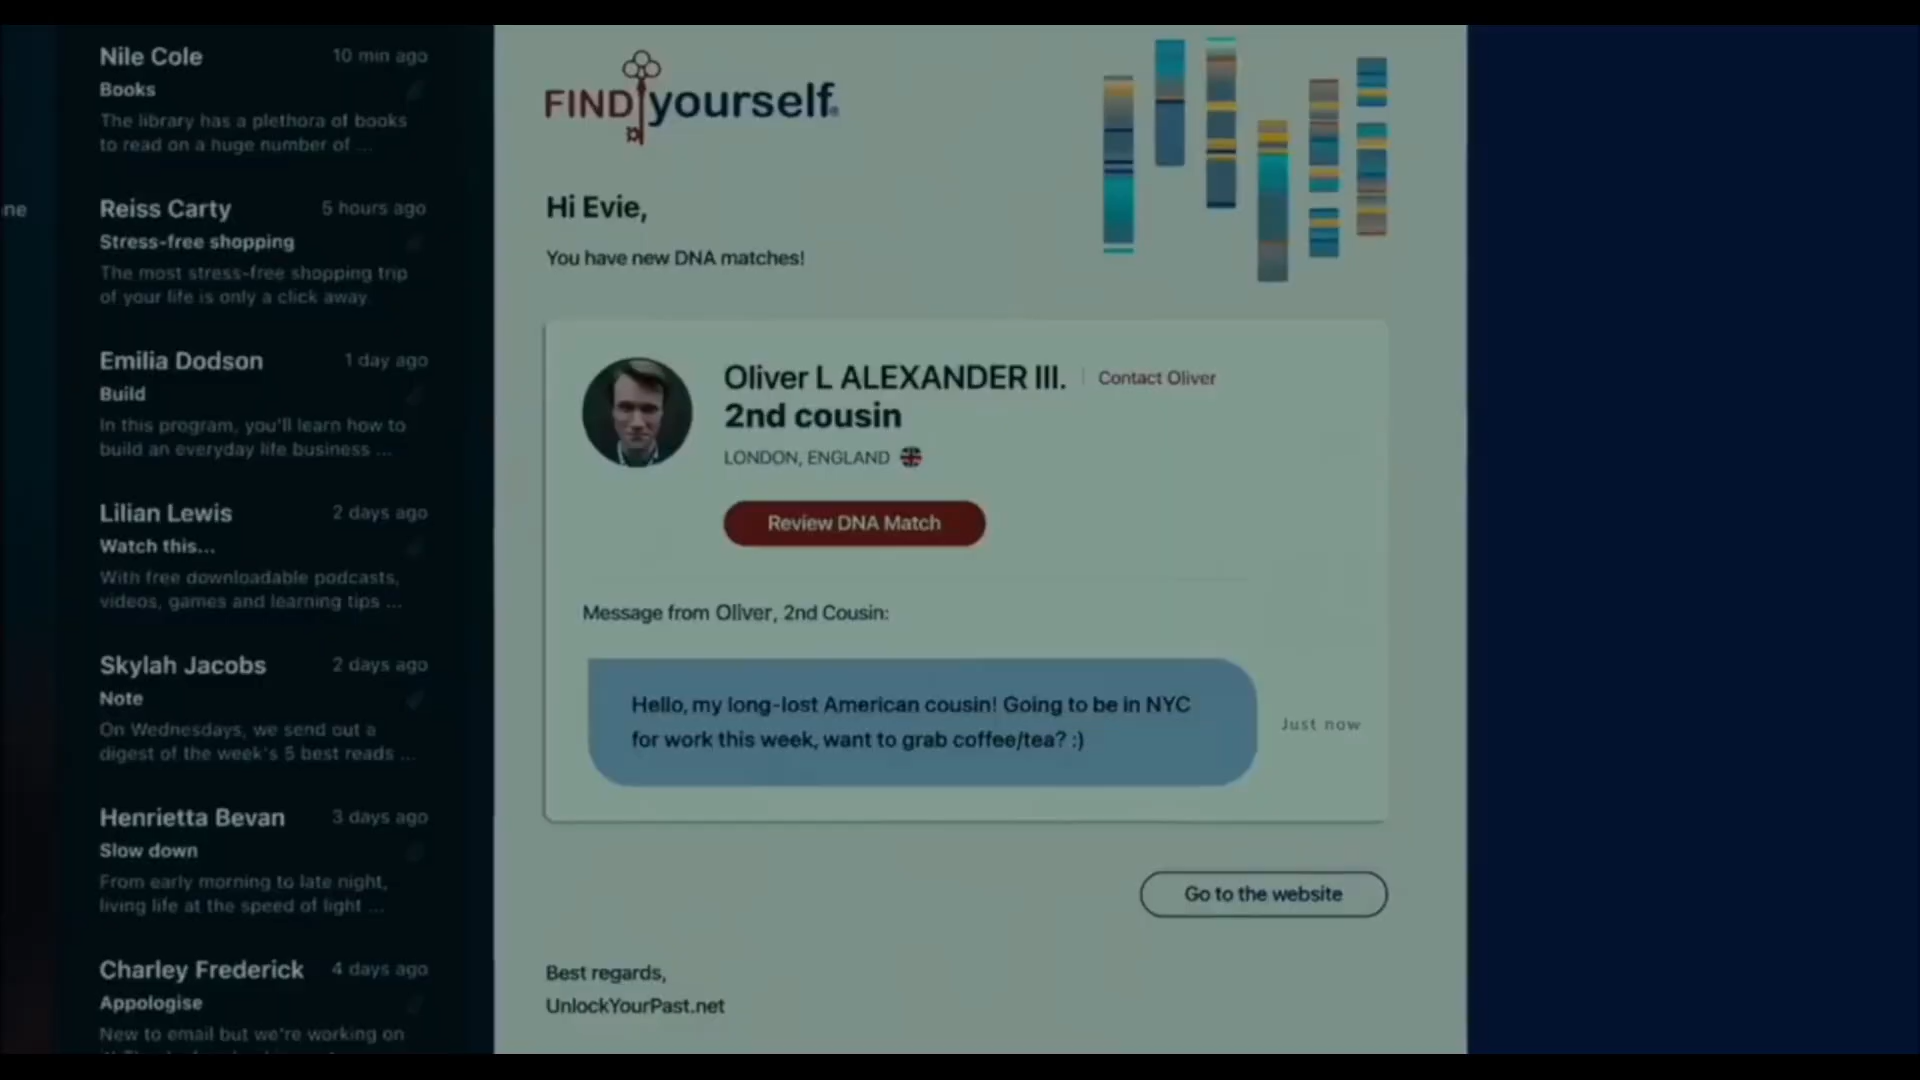 Nile Cole 10 min ago
Books
The library has a plethora of books
to read on a huge number of ...
ne
Reiss Carty 5 hours ago
Stress-free shopping
The most stress-free shopping trip
of your life is only a click away
Emilia Dodson 1 day ago
Build
In this program, you'll learn how to
build an everyday life business ...
Lilian Lewis 2 days ago
Watch this...
With free downloadable podcasts,
videos, games and learning tips ...
Skylah Jacobs 2 days ago
Note
On Wednesdays, we send out a
digest of the week's 5 best reads ...
Henrietta Bevan 3 days ago
Slow down
From early morning to late night,
living life at the speed of light ...
Charley Frederick 4 days ago
Appologise
New to email but we're working on
FIND yourself
Hi Evie,
You have new DNA matches!
Oliver L ALEXANDER III. Contact Oliver
2nd cousin
LONDON, ENGLAND
Review DNA Match
Message from Oliver, 2nd Cousin:
Hello, my long-lost American cousin! Going to be in NYC
for work this week, want to grab coffee/tea? :)
Just now
Go to the website
Best regards,
UnlockYourPast.net